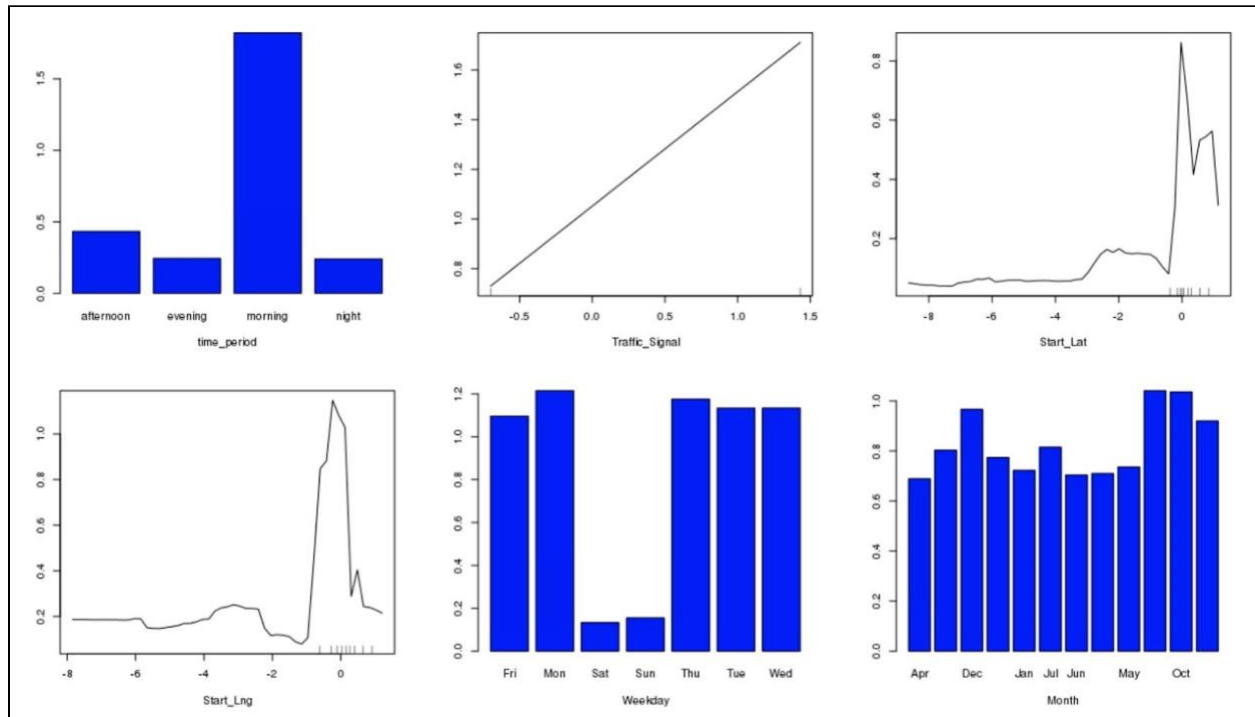 1.5
1.0
0.5
0.0
afternoon evening morning night
time_period
1.6
1.4
1.2
1.0
0.8
-0.5 0.0 0.5 1.0 1.5
Traffic_Signal
0.8
0.6
0.4
0.2
-8 -6 -4 -2 0
Start_Lat
1.0
0.8
0.6
0.4
0.2
-8 -6 -4 -2 0
Start_Lng
1.2
1.0
0.8
0.6
0.4
0.2
0.0
Fri Mon Sat Sun Thu Tue Wed
Weekday
1.0
0.8
0.6
0.4
0.2
0.0
Apr Dec Jan Jul Jun May Oct
Month